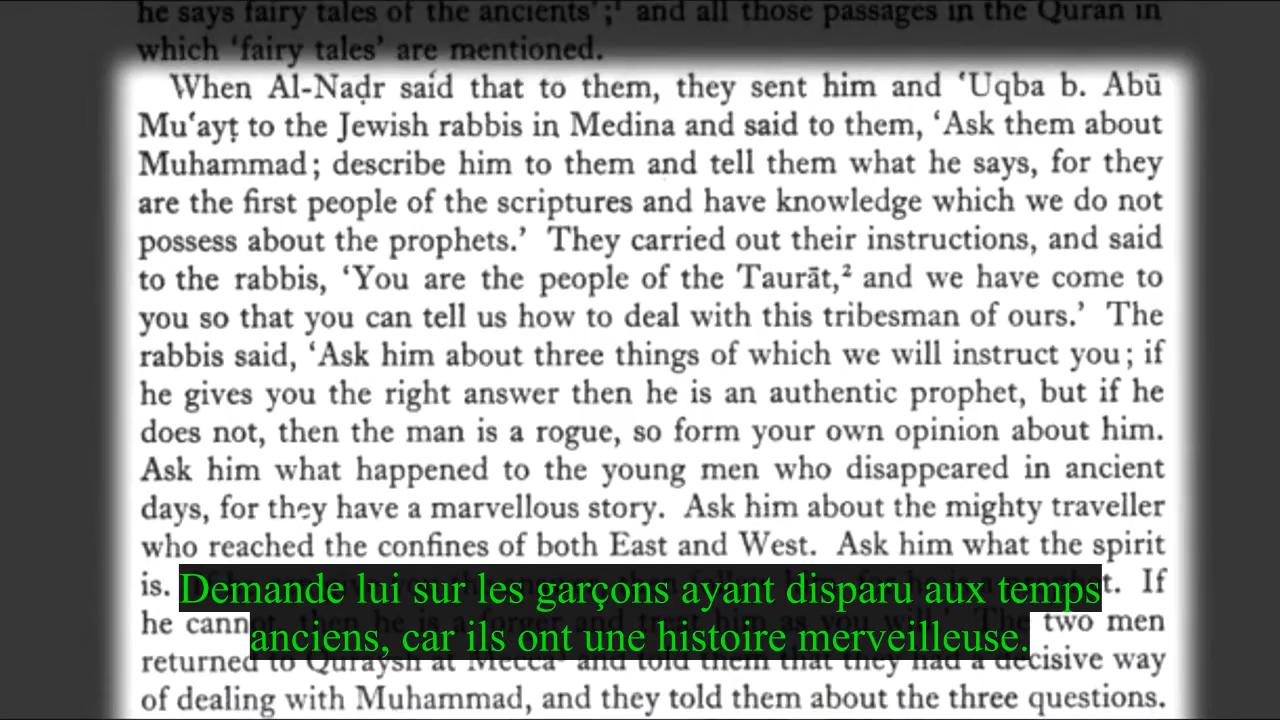 he says fairy tales of the ancients';¹ and all those passages in the Quran in
which 'fairy tales' are mentioned.
When Al-Naḍr said that to them, they sent him and 'Uqba b. Abū
Mu'ayṭ to the Jewish rabbis in Medina and said to them, 'Ask them about
Muhammad; describe him to them and tell them what he says, for they
are the first people of the scriptures and have knowledge which we do not
possess about the prophets.' They carried out their instructions, and said
to the rabbis, 'You are the people of the Taurāt,² and we have come to
you so that you can tell us how to deal with this tribesman of ours.' The
rabbis said, 'Ask him about three things of which we will instruct you; if
he gives you the right answer then he is an authentic prophet, but if he
does not, then the man is a rogue, so form your own opinion about him.
Ask him what happened to the young men who disappeared in ancient
days, for they have a marvellous story. Ask him about the mighty traveller
who reached the confines of both East and West. Ask him what the spirit
is. If
he two men
returned to Quraysh at Mecca and told them that they had a decisive way
of dealing with Muhammad, and they told them about the three questions.
Demande lui sur les garçons ayant disparu aux temps
anciens, car ils ont une histoire merveilleuse.